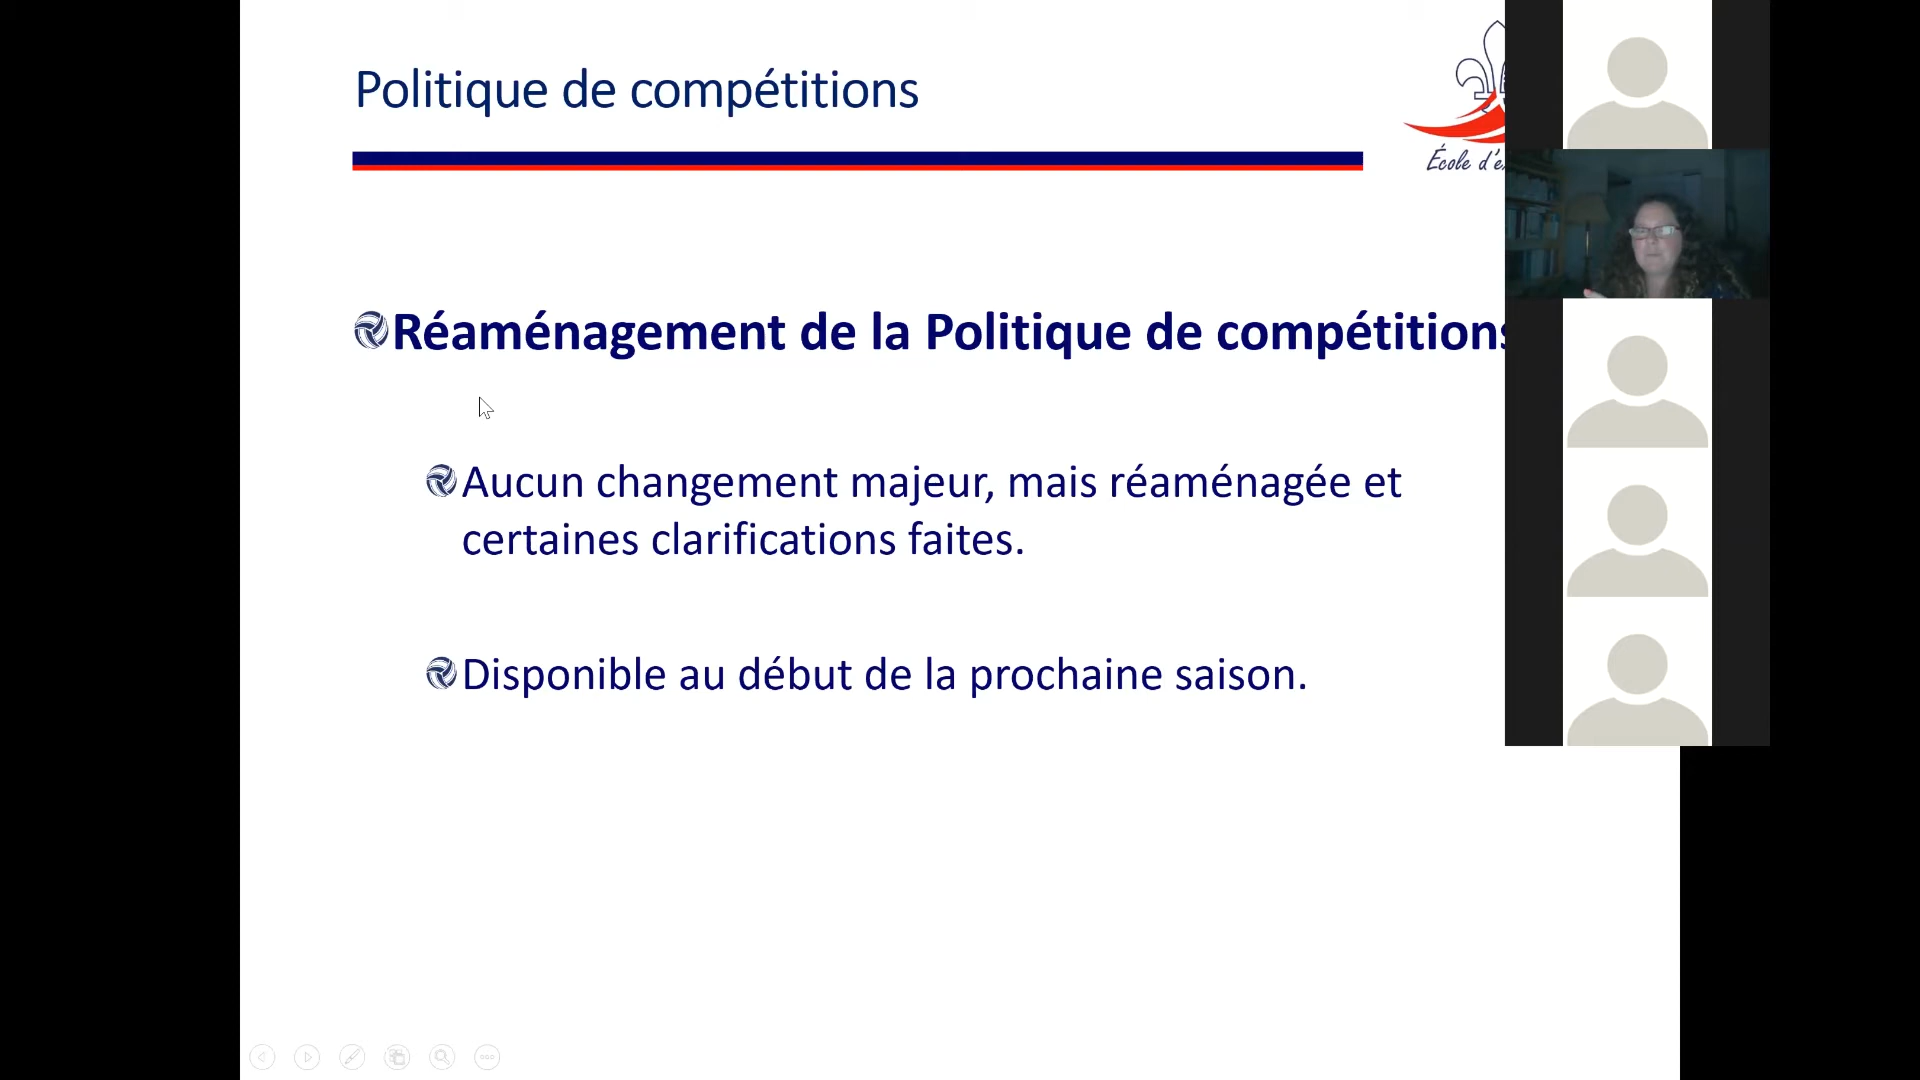 Politique de compétitions
École d'e
Réaménagement de la Politique de compétitions
Aucun changement majeur, mais réaménagée et
certaines clarifications faites.
Disponible au début de la prochaine saison.